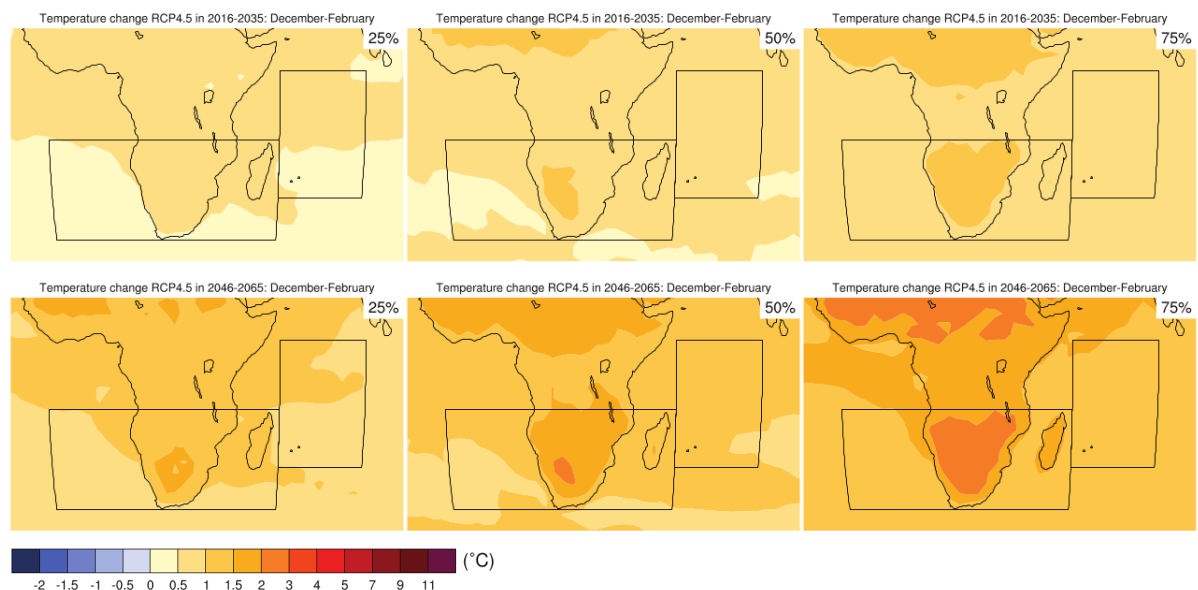 Temperature change RCP4.5 in 2016-2035: December-February
25%
Temperature change RCP4.5 in 2016-2035: December-February
50%
Temperature change RCP4.5 in 2016-2035: December-February
75%
Temperature change RCP4.5 in 2046-2065: December-February
25%
Temperature change RCP4.5 in 2046-2065: December-February
50%
Temperature change RCP4.5 in 2046-2065: December-February
75%
(˚C)
-2 -1.5 -1 -0.5 0 0.5 1 1.5 2 3 4 5 7 9 11